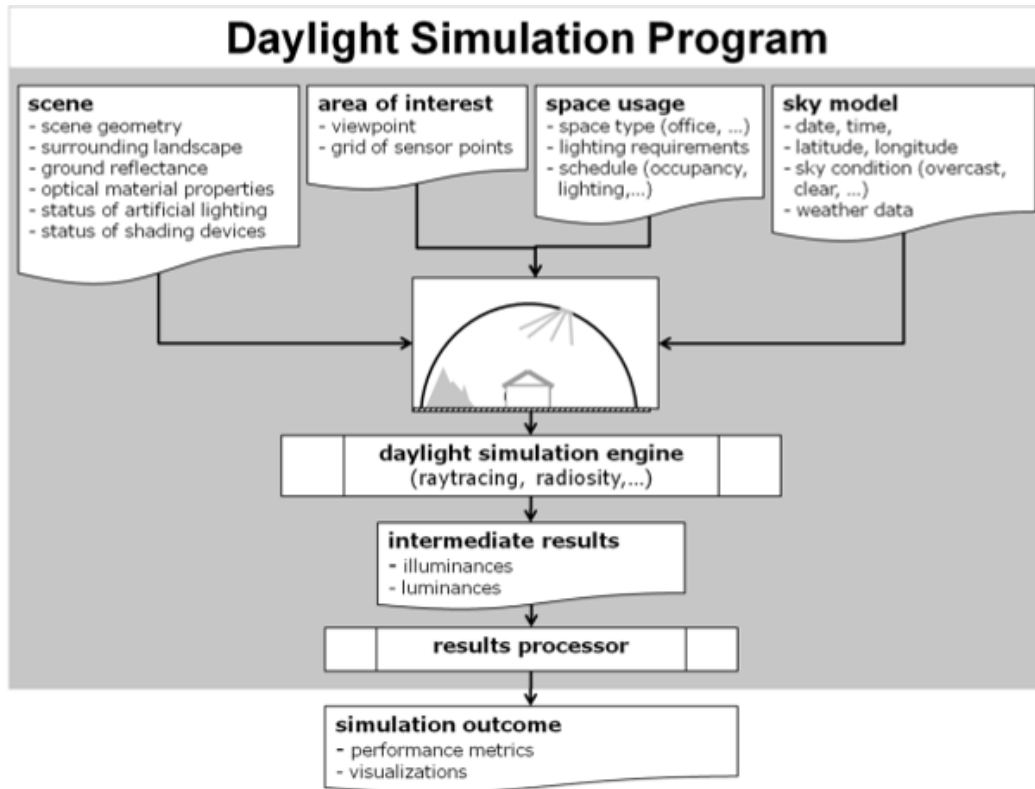 Daylight Simulation Program
scene
- scene geometry
- surrounding landscape
- ground reflectance
- optical material properties
- status of artificial lighting
- status of shading devices
area of interest
- viewpoint
- grid of sensor points
space usage
- space type (office, ...)
- lighting requirements
- schedule (occupancy,
lighting,...)
sky model
- date, time,
- latitude, longitude
- sky condition (overcast,
clear, ...)
- weather data
daylight simulation engine
(raytracing, radiosity,...)
intermediate results
- illuminances
- luminances
results processor
simulation outcome
- performance metrics
- visualizations